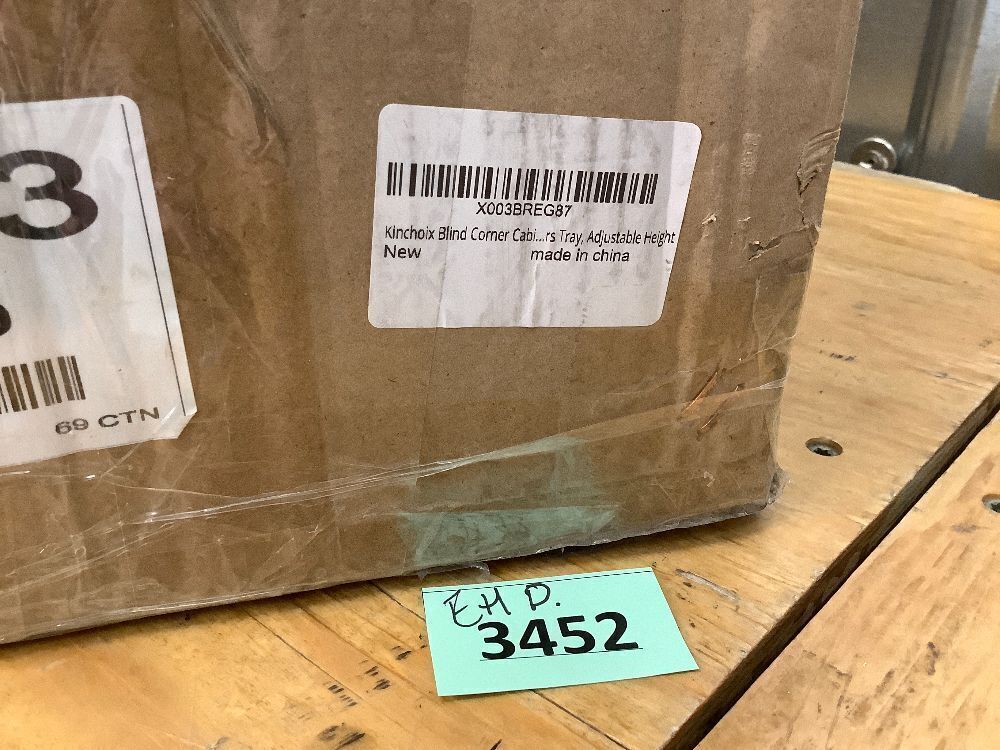 3
69 CTN
X003BREG87
Kinchoix Blind Corner Cabi...rs Tray, Adjustable Height
New made in china
EHD.
3452